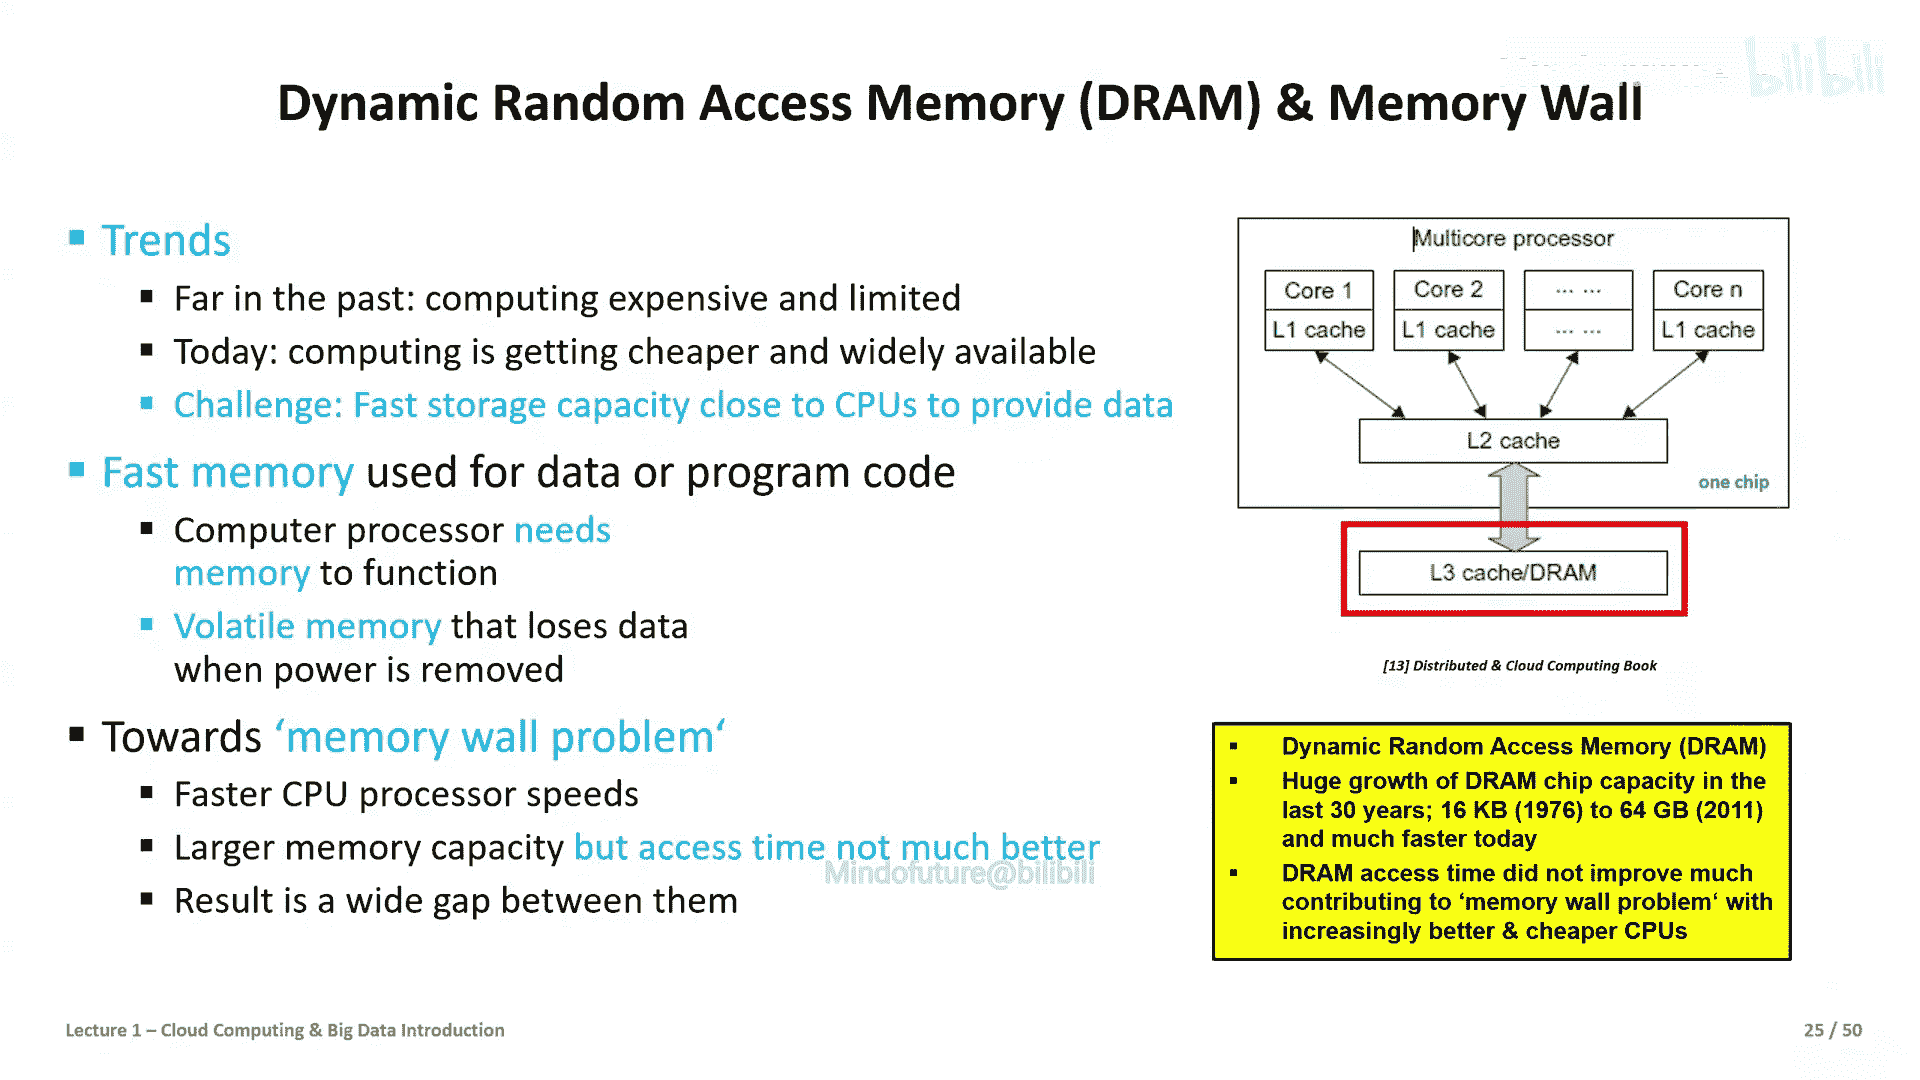 bilibili
Dynamic Random Access Memory (DRAM) & Memory Wall
▪ Trends
▪ Far in the past: computing expensive and limited
▪ Today: computing is getting cheaper and widely available
▪ Challenge: Fast storage capacity close to CPUs to provide data
▪ Fast memory used for data or program code
▪ Computer processor needs
memory to function
▪ Volatile memory that loses data
when power is removed
▪ Towards ‘memory wall problem‘
▪ Faster CPU processor speeds
▪ Larger memory capacity but access time not much better
Mindofuture@bilibili
▪ Result is a wide gap between them
Multicore processor
Core 1
Core 2
... ...
Core n
L1 cache
L1 cache
... ...
L1 cache
L2 cache
one chip
L3 cache/DRAM
[13] Distributed & Cloud Computing Book
▪ Dynamic Random Access Memory (DRAM)
▪ Huge growth of DRAM chip capacity in the
last 30 years; 16 KB (1976) to 64 GB (2011)
and much faster today
▪ DRAM access time did not improve much
contributing to ‘memory wall problem‘ with
increasingly better & cheaper CPUs
Lecture 1 – Cloud Computing & Big Data Introduction
25 / 50